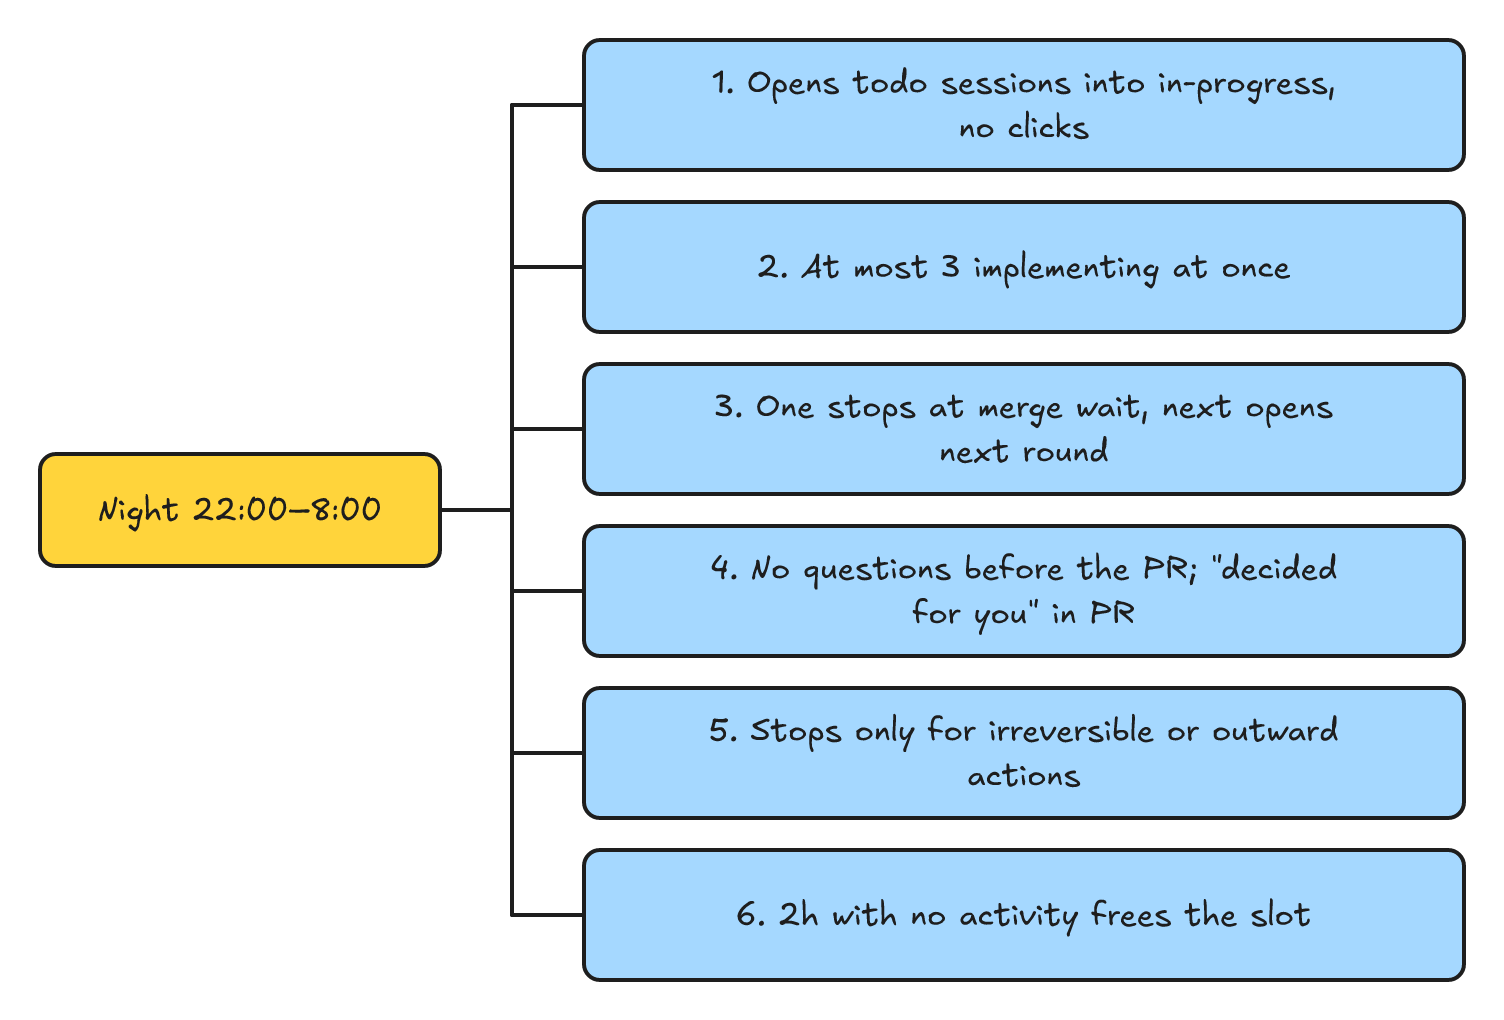 Night 22:00–8:00
1. Opens todo sessions into in-progress,
no clicks
2. At most 3 implementing at once
3. One stops at merge wait, next opens
next round
4. No questions before the PR; "decided
for you" in PR
5. Stops only for irreversible or outward
actions
6. 2h with no activity frees the slot